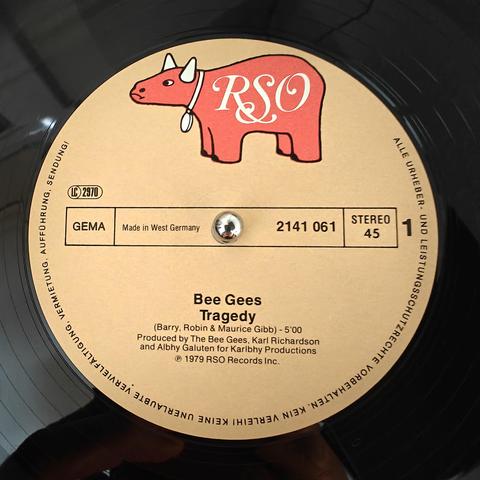 RSO
LC 2970
GEMA
Made in West Germany
2141 061
STEREO
45
1
Bee Gees
Tragedy
(Barry, Robin & Maurice Gibb) - 5'00
Produced by The Bee Gees, Karl Richardson
and Albhy Galuten for Karlbhy Productions
℗ 1979 RSO Records Inc.
ALLE URHEBER- UND LEISTUNGSSCHUTZRECHTE VORBEHALTEN. KEIN VERLEIH! KEINE UNERLAUBTE VERVIELFÄLTIGUNG, VERMIETUNG, AUFFÜHRUNG, SENDUNG!